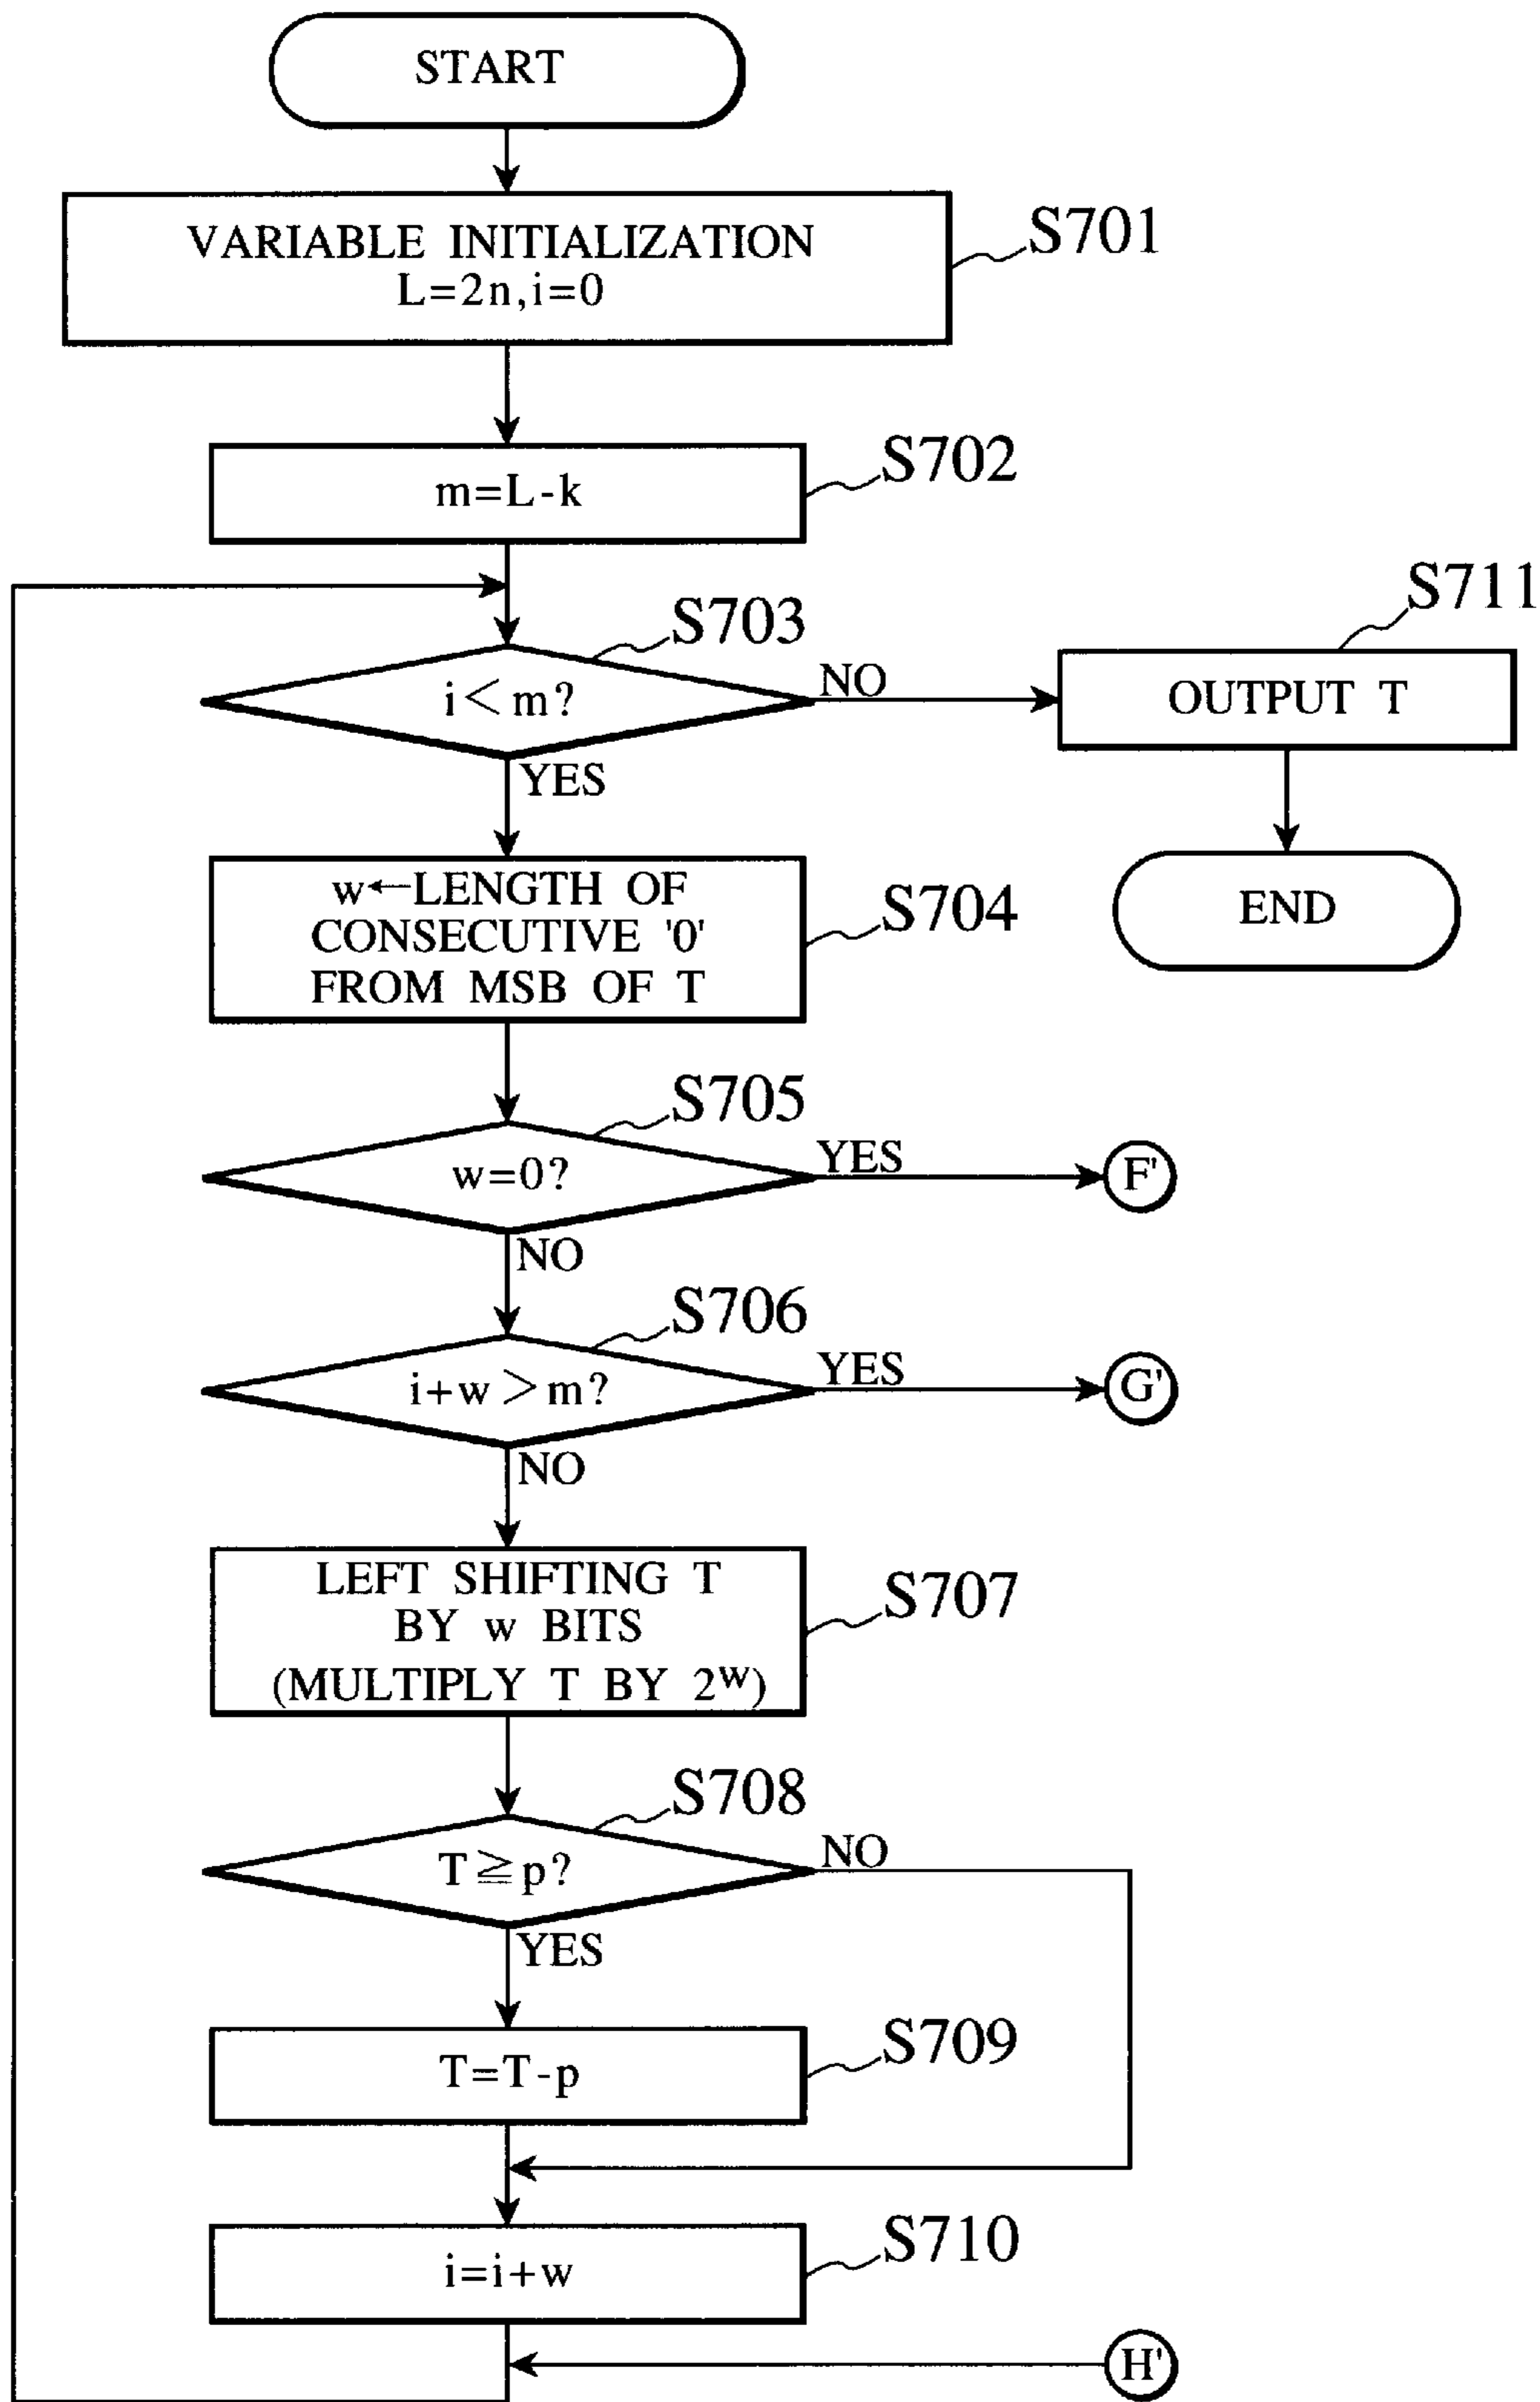 START
VARIABLE INITIALIZATION
L=2n,i=0
S701
m=L-k
S702
i<m?
S703
NO
YES
OUTPUT T
S711
END
w←LENGTH OF
CONSECUTIVE '0'
FROM MSB OF T
S704
w=0?
S705
YES
F'
NO
i+w>m?
S706
YES
G'
NO
LEFT SHIFTING T
BY w BITS
(MULTIPLY T BY 2^w)
S707
T≧p?
S708
NO
YES
T=T-p
S709
i=i+w
S710
H'